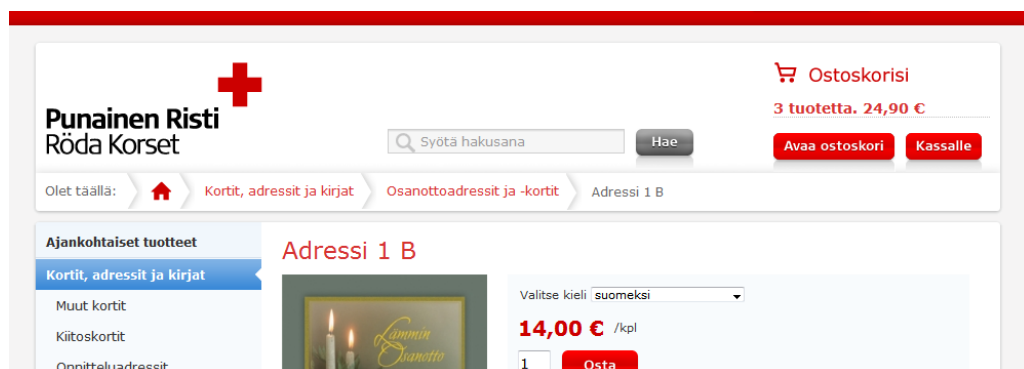 Punainen Risti
Röda Korset
Syötä hakusana
Hae
Ostoskorisi
3 tuotetta. 24,90 €
Avaa ostoskori
Kassalle
Olet täällä:
Kortit, adressit ja kirjat
Osanottoadressit ja -kortit
Adressi 1 B
Ajankohtaiset tuotteet
Kortit, adressit ja kirjat
Muut kortit
Kiitoskortit
Onnitteluadressit
Adressi 1 B
Lämmin
Osanotto
Valitse kieli suomeksi
14,00 € /kpl
1 Osta